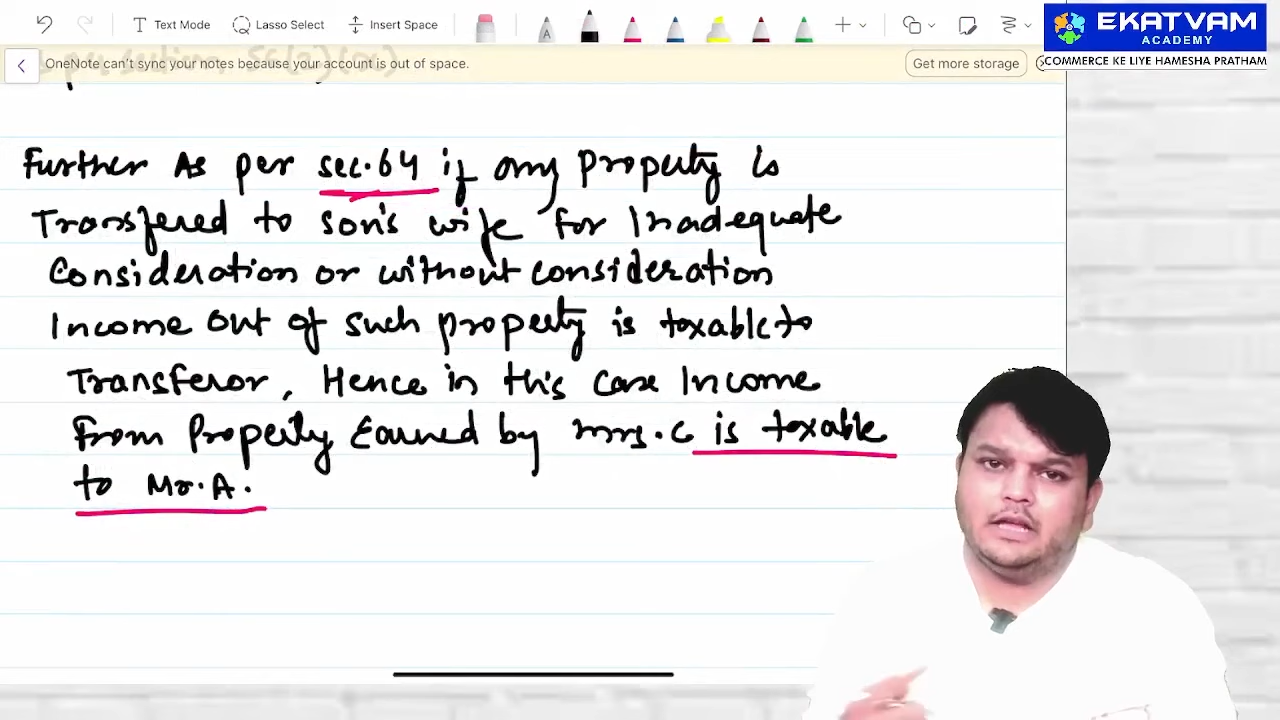 Text Mode
Lasso Select
Insert Space
EKATVAM
ACADEMY
COMMERCE KE LIYE HAMESHA PRATHAM
OneNote can't sync your notes because your account is out of space.
Get more storage
Further As per sec.64 if any property is
Transfered to son's wife for Inadequate
Consideration or without consideration
Income out of such property is taxable to
Transferor, Hence in this case Income
From Property Earned by Mrs.C is taxable
to Mr.A.